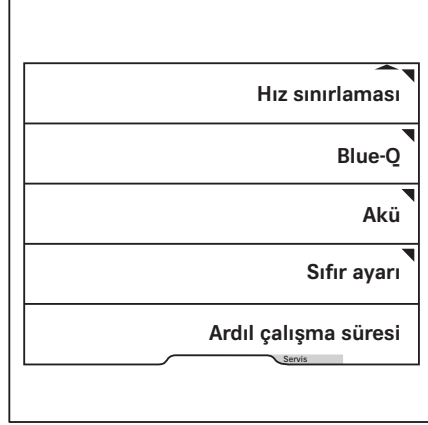 Hız sınırlaması
Blue-Q
Akü
Sıfır ayarı
Ardıl çalışma süresi
Servis